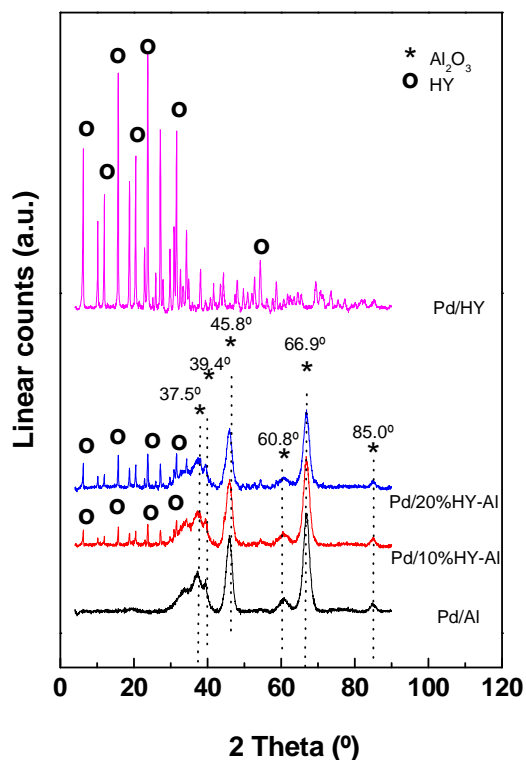 * Al₂O₃
o HY
o o o o o o o o
Pd/HY
45.8º
39.4º
66.9º
37.5º
60.8º
85.0º
* * * * * *
o o o o
Pd/20%HY-Al
o o o o
Pd/10%HY-Al
Pd/Al
0 20 40 60 80 100 120
2 Theta (º)
Linear counts (a.u.)